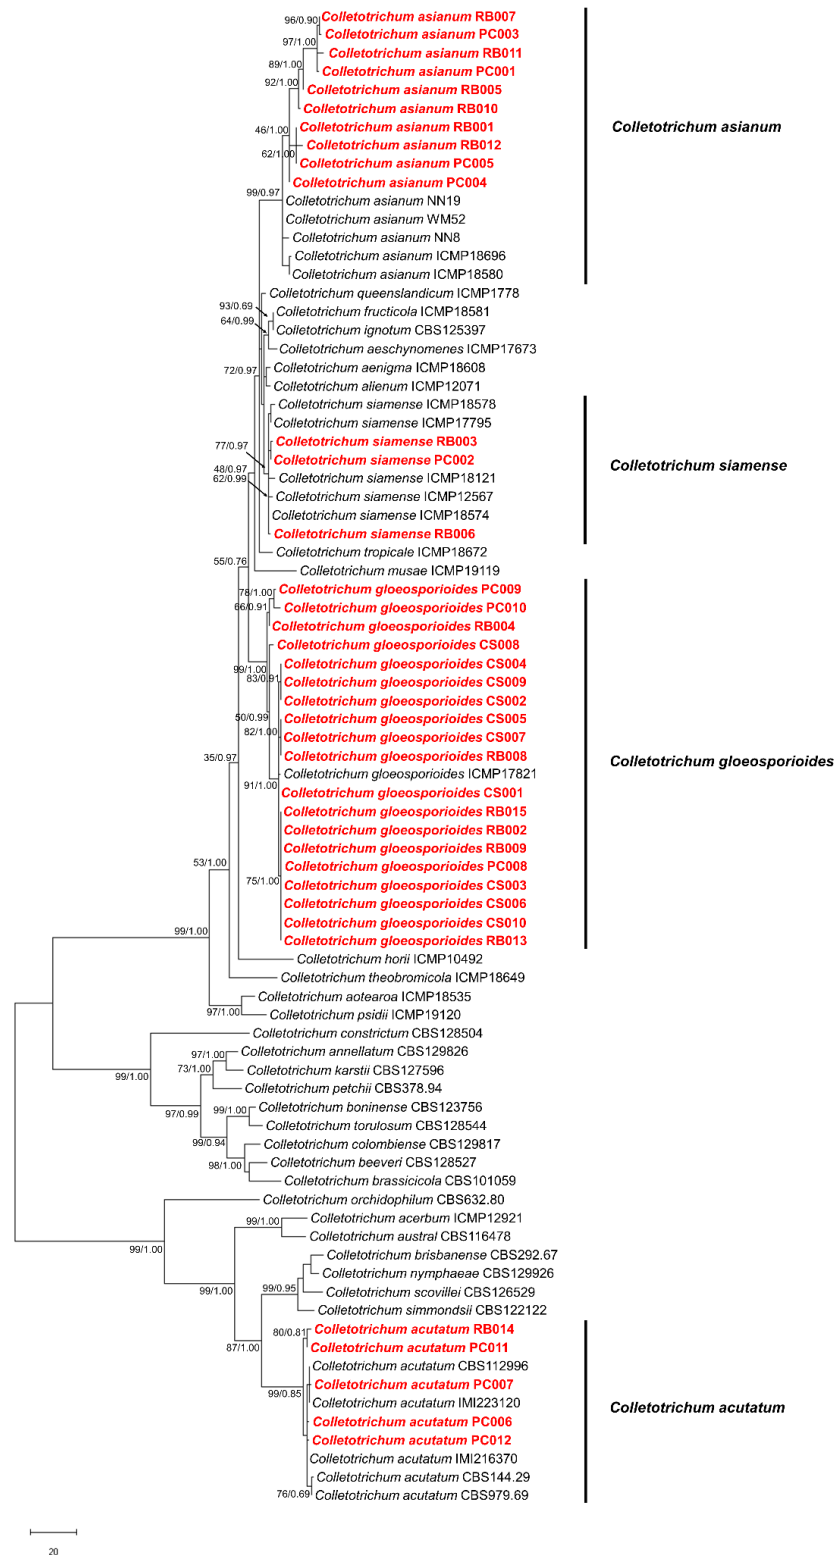 96/0.90
Colletotrichum asianum RB007
Colletotrichum asianum PC003
97/1.00
Colletotrichum asianum RB011
89/1.00
Colletotrichum asianum PC001
92/1.00
Colletotrichum asianum RB005
Colletotrichum asianum RB010
46/1.00
Colletotrichum asianum RB001
Colletotrichum asianum
Colletotrichum asianum RB012
62/1.00
Colletotrichum asianum PC005
Colletotrichum asianum PC004
99/0.97
Colletotrichum asianum NN19
Colletotrichum asianum WM52
Colletotrichum asianum NN8
Colletotrichum asianum ICMP18696
Colletotrichum asianum ICMP18580
Colletotrichum queenslandicum ICMP1778
93/0.69
Colletotrichum fructicola ICMP18581
64/0.99
Colletotrichum ignotum CBS125397
Colletotrichum aeschynomenes ICMP17673
72/0.97
Colletotrichum aenigma ICMP18608
Colletotrichum alienum ICMP12071
Colletotrichum siamense ICMP18578
Colletotrichum siamense ICMP17795
Colletotrichum siamense RB003
77/0.97
Colletotrichum siamense PC002
Colletotrichum siamense
48/0.97
62/0.99
Colletotrichum siamense ICMP18121
Colletotrichum siamense ICMP12567
Colletotrichum siamense ICMP18574
Colletotrichum siamense RB006
Colletotrichum tropicale ICMP18672
55/0.76
Colletotrichum musae ICMP19119
78/1.00
Colletotrichum gloeosporioides PC009
66/0.91
Colletotrichum gloeosporioides PC010
Colletotrichum gloeosporioides RB004
Colletotrichum gloeosporioides CS008
99/1.00
Colletotrichum gloeosporioides CS004
83/0.91
Colletotrichum gloeosporioides CS009
Colletotrichum gloeosporioides CS002
50/0.99
Colletotrichum gloeosporioides CS005
82/1.00
Colletotrichum gloeosporioides CS007
35/0.97
Colletotrichum gloeosporioides RB008
Colletotrichum gloeosporioides
Colletotrichum gloeosporioides ICMP17821
91/1.00
Colletotrichum gloeosporioides CS001
Colletotrichum gloeosporioides RB015
Colletotrichum gloeosporioides RB002
Colletotrichum gloeosporioides RB009
53/1.00
Colletotrichum gloeosporioides PC008
75/1.00
Colletotrichum gloeosporioides CS003
Colletotrichum gloeosporioides CS006
Colletotrichum gloeosporioides CS010
99/1.00
Colletotrichum gloeosporioides RB013
Colletotrichum horii ICMP10492
Colletotrichum theobromicola ICMP18649
Colletotrichum aotearoa ICMP18535
97/1.00
Colletotrichum psidii ICMP19120
Colletotrichum constrictum CBS128504
97/1.00
Colletotrichum annellatum CBS129826
99/1.00
73/1.00
Colletotrichum karstii CBS127596
Colletotrichum petchii CBS378.94
97/0.99
99/1.00
Colletotrichum boninense CBS123756
Colletotrichum torulosum CBS128544
99/0.94
Colletotrichum colombiense CBS129817
98/1.00
Colletotrichum beeveri CBS128527
Colletotrichum brassicicola CBS101059
Colletotrichum orchidophilum CBS632.80
99/1.00
Colletotrichum acerbum ICMP12921
Colletotrichum austral CBS116478
99/1.00
Colletotrichum brisbanense CBS292.67
Colletotrichum nymphaeae CBS129926
99/1.00
99/0.95
Colletotrichum scovillei CBS126529
Colletotrichum simmondsii CBS122122
80/0.81
Colletotrichum acutatum RB014
87/1.00
Colletotrichum acutatum PC011
Colletotrichum acutatum CBS112996
99/0.85
Colletotrichum acutatum PC007
Colletotrichum acutatum IMI223120
Colletotrichum acutatum
Colletotrichum acutatum PC006
Colletotrichum acutatum PC012
Colletotrichum acutatum IMI216370
Colletotrichum acutatum CBS144.29
76/0.69
Colletotrichum acutatum CBS979.69
20